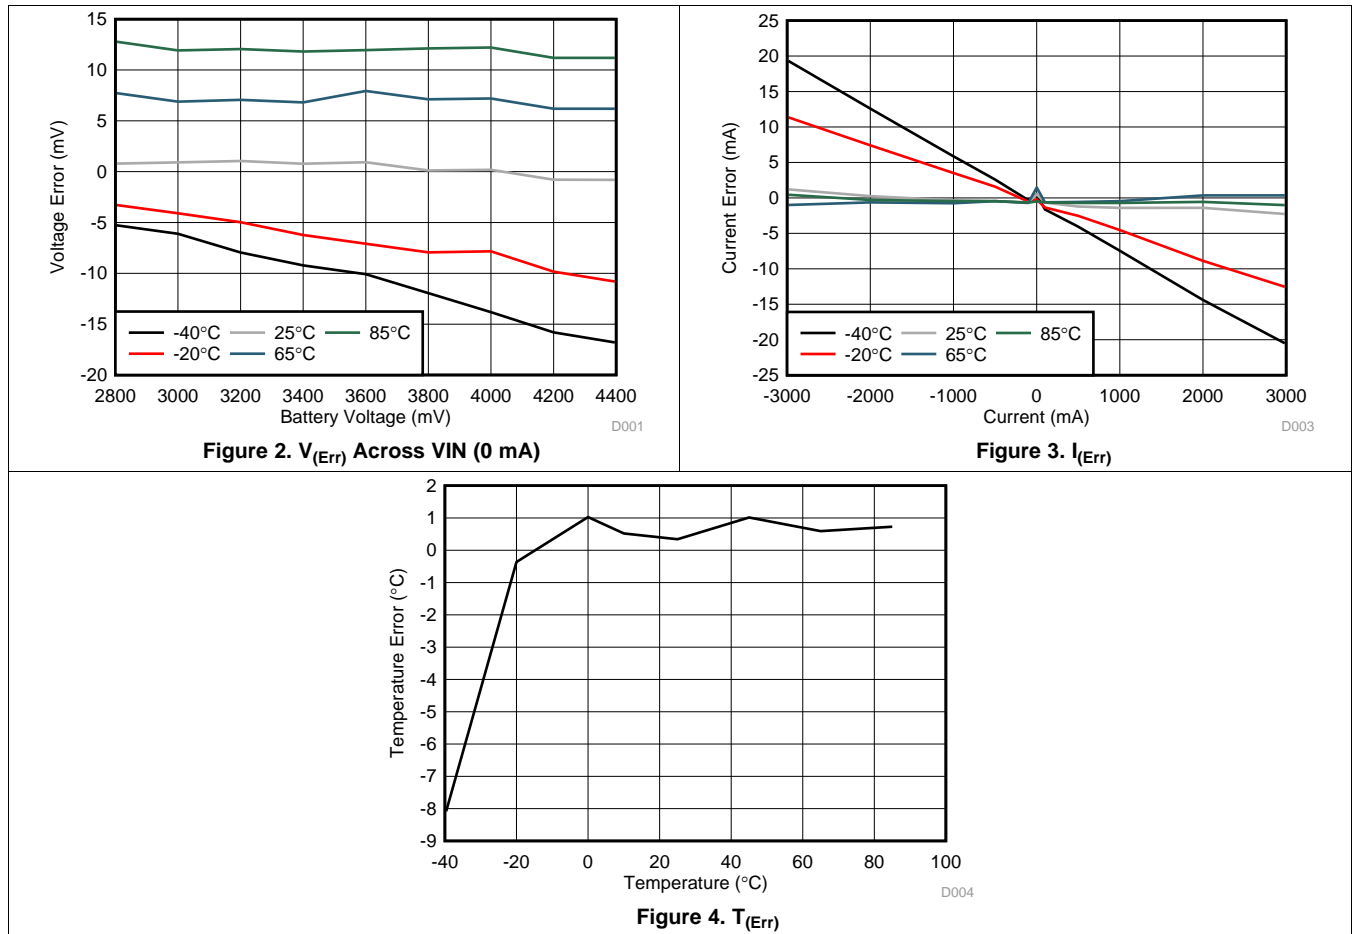 15
10
5
0
-5
-10
-15
-20
Voltage Error (mV)
-40°C 25°C 85°C
-20°C 65°C
2800 3000 3200 3400 3600 3800 4000 4200 4400
Battery Voltage (mV)
D001
Figure 2. V(Err) Across VIN (0 mA)
25
20
15
10
5
0
-5
-10
-15
-20
-25
Current Error (mA)
-40°C 25°C 85°C
-20°C 65°C
-3000 -2000 -1000 0 1000 2000 3000
Current (mA)
D003
Figure 3. I(Err)
2
1
0
-1
-2
-3
-4
-5
-6
-7
-8
-9
Temperature Error (°C)
-40 -20 0 20 40 60 80 100
Temperature (°C)
D004
Figure 4. T(Err)